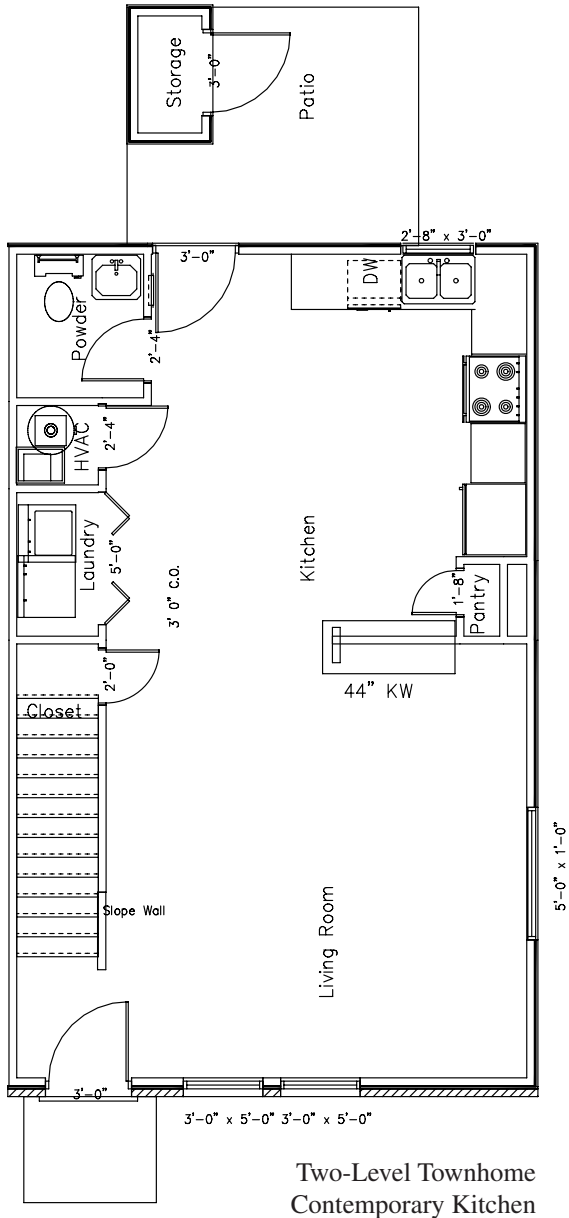 Storage
3'-0"
Patio
2'-8" x 3'-0"
3'-0"
DW
Powder
2'-4"
HVAC
2'-4"
Laundry
5'-0"
3' 0" C.O.
Kitchen
1'-8"
Pantry
2'-0"
44" KW
Closet
5'-0" x 1'-0"
Slope Wall
Living Room
3'-0"
3'-0" x 5'-0" 3'-0" x 5'-0"
Two-Level Townhome
Contemporary Kitchen